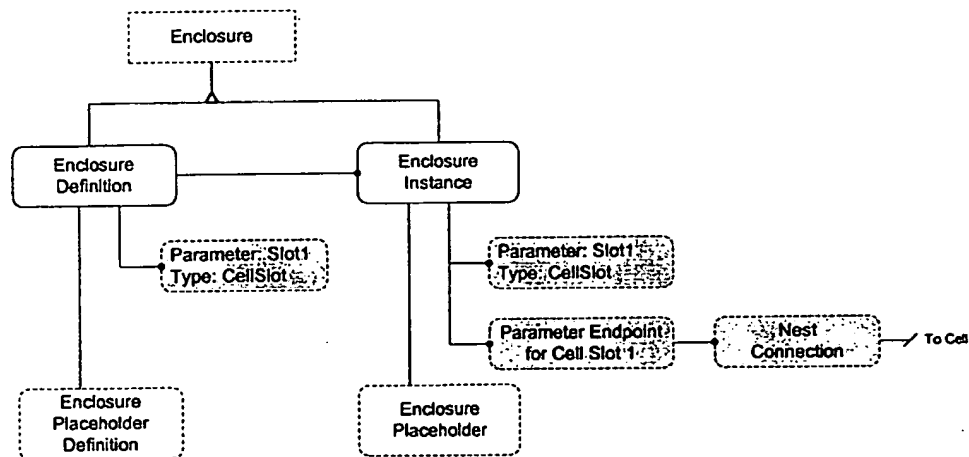 Enclosure
Enclosure
Definition
Enclosure
Instance
Parameter: Slot1
Type: CellSlot
Parameter: Slot1
Type: CellSlot
Parameter Endpoint
for Cell Slot 1
Nest
Connection
To Cell
Enclosure
Placeholder
Definition
Enclosure
Placeholder